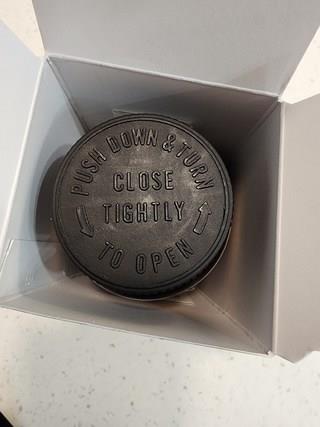 PUSH DOWN & TURN
CLOSE
TIGHTLY
TO OPEN